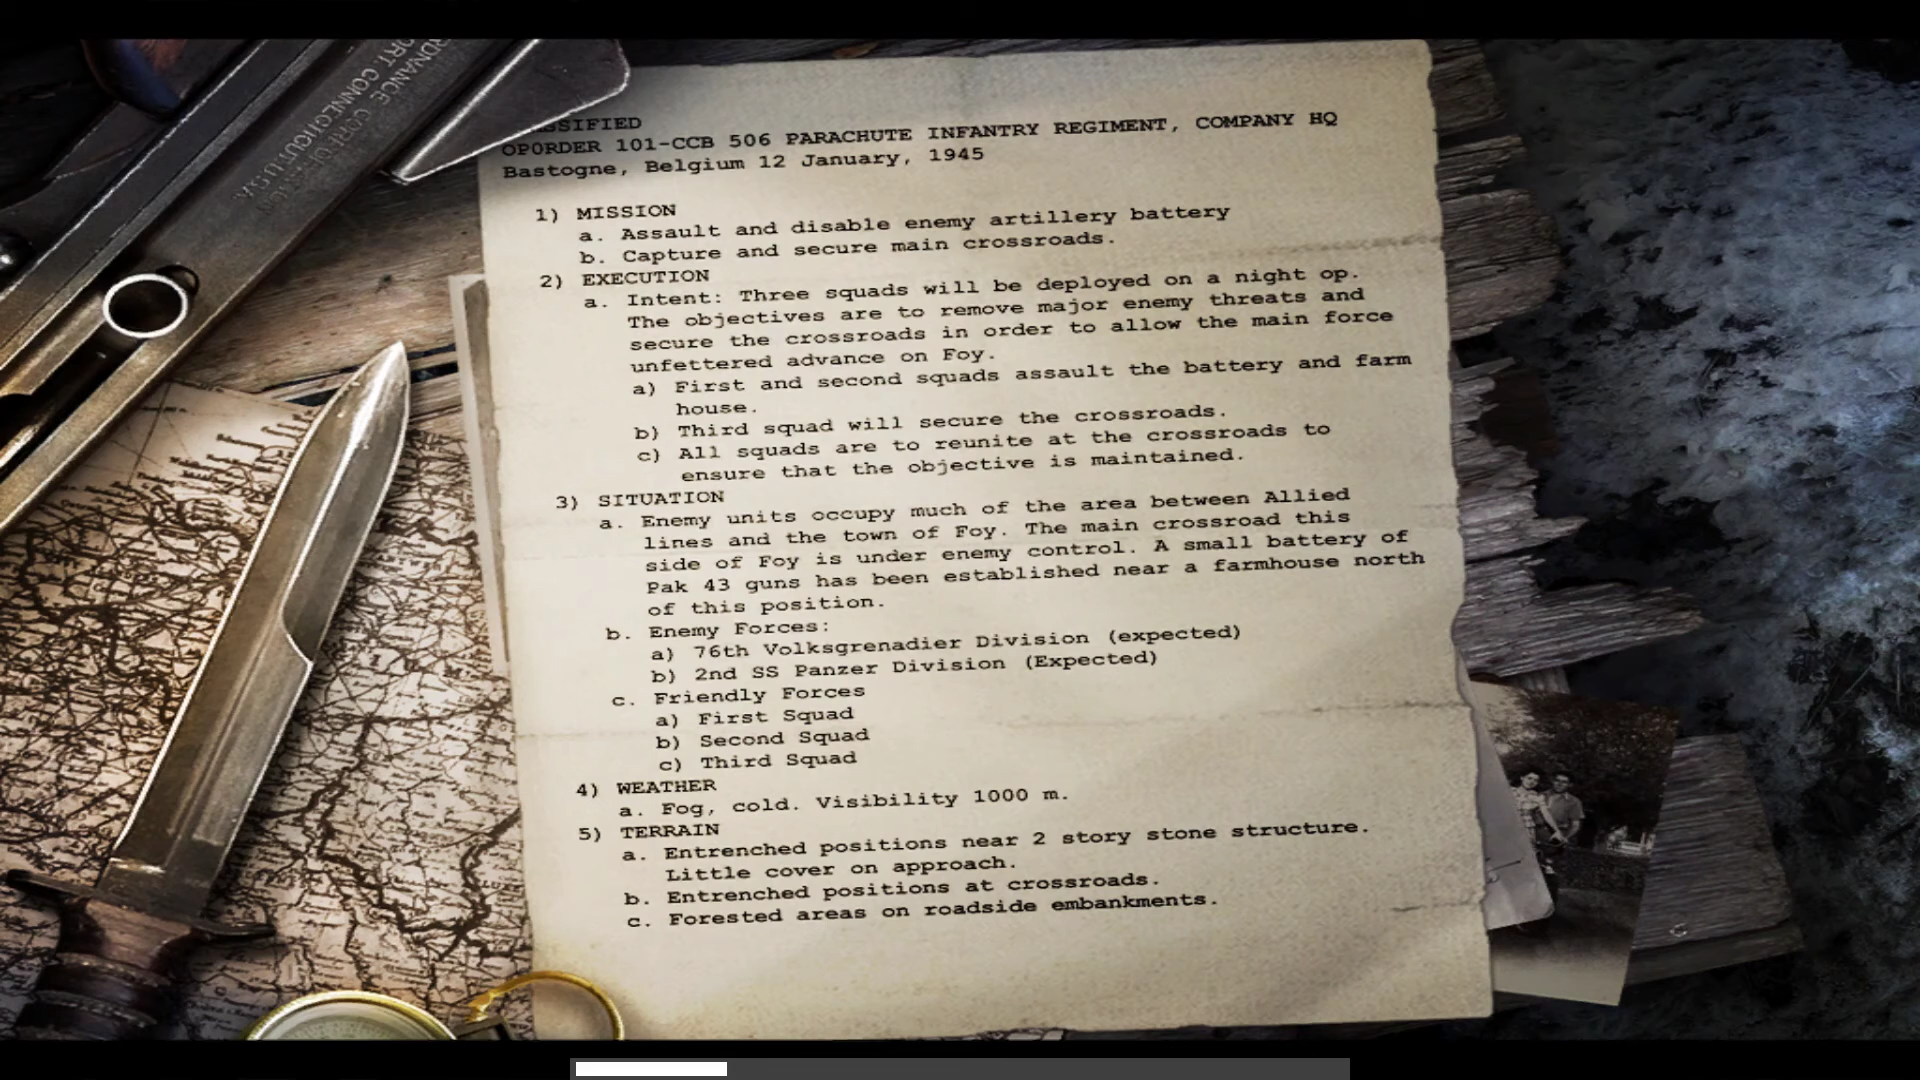 ORDNANCE CORP
ORT. CONNECTICUT. U.S.A.
SSIFIED
OPORDER 101-CCB 506 PARACHUTE INFANTRY REGIMENT, COMPANY HQ
Bastogne, Belgium 12 January, 1945
1) MISSION
a. Assault and disable enemy artillery battery
b. Capture and secure main crossroads.
2) EXECUTION
a. Intent: Three squads will be deployed on a night op.
The objectives are to remove major enemy threats and
secure the crossroads in order to allow the main force
unfettered advance on Foy.
a) First and second squads assault the battery and farm
house.
b) Third squad will secure the crossroads.
c) All squads are to reunite at the crossroads to
ensure that the objective is maintained.
3) SITUATION
a. Enemy units occupy much of the area between Allied
lines and the town of Foy. The main crossroad this
side of Foy is under enemy control. A small battery of
Pak 43 guns has been established near a farmhouse north
of this position.
b. Enemy Forces:
a) 76th Volksgrenadier Division (expected)
b) 2nd SS Panzer Division (Expected)
c. Friendly Forces
a) First Squad
b) Second Squad
c) Third Squad
4) WEATHER
a. Fog, cold. Visibility 1000 m.
5) TERRAIN
a. Entrenched positions near 2 story stone structure.
Little cover on approach.
b. Entrenched positions at crossroads.
c. Forested areas on roadside embankments.